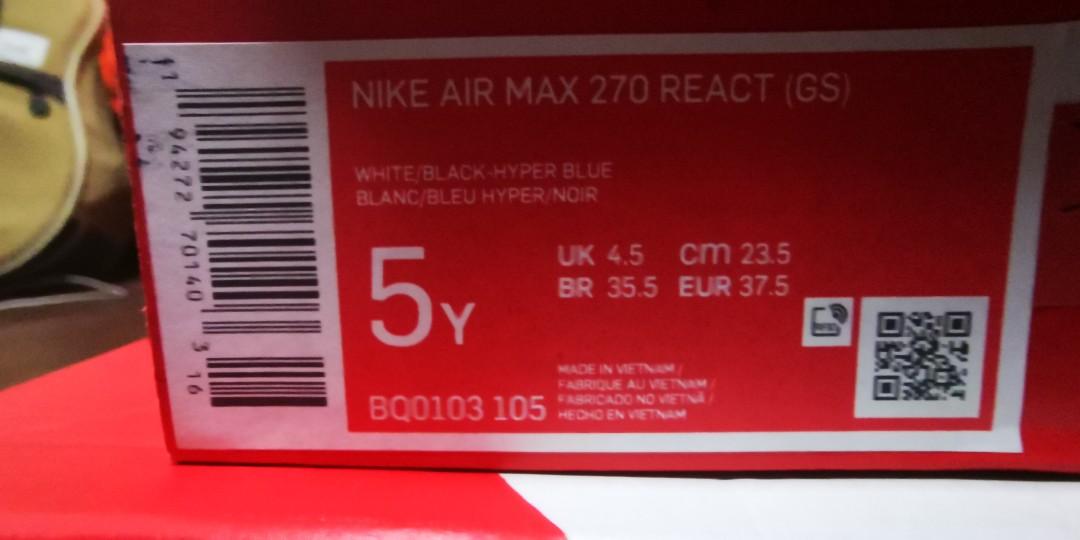 NIKE AIR MAX 270 REACT (GS)
WHITE/BLACK-HYPER BLUE
BLANC/BLEU HYPER/NOIR
5Y
UK 4.5 cm 23.5
BR 35.5 EUR 37.5
BQ0103 105
MADE IN VIETNAM /
FABRIQUE AU VIETNAM /
FABRICADO NO VIETNÃ /
HECHO EN VIETNAM
94272 70140 3 16